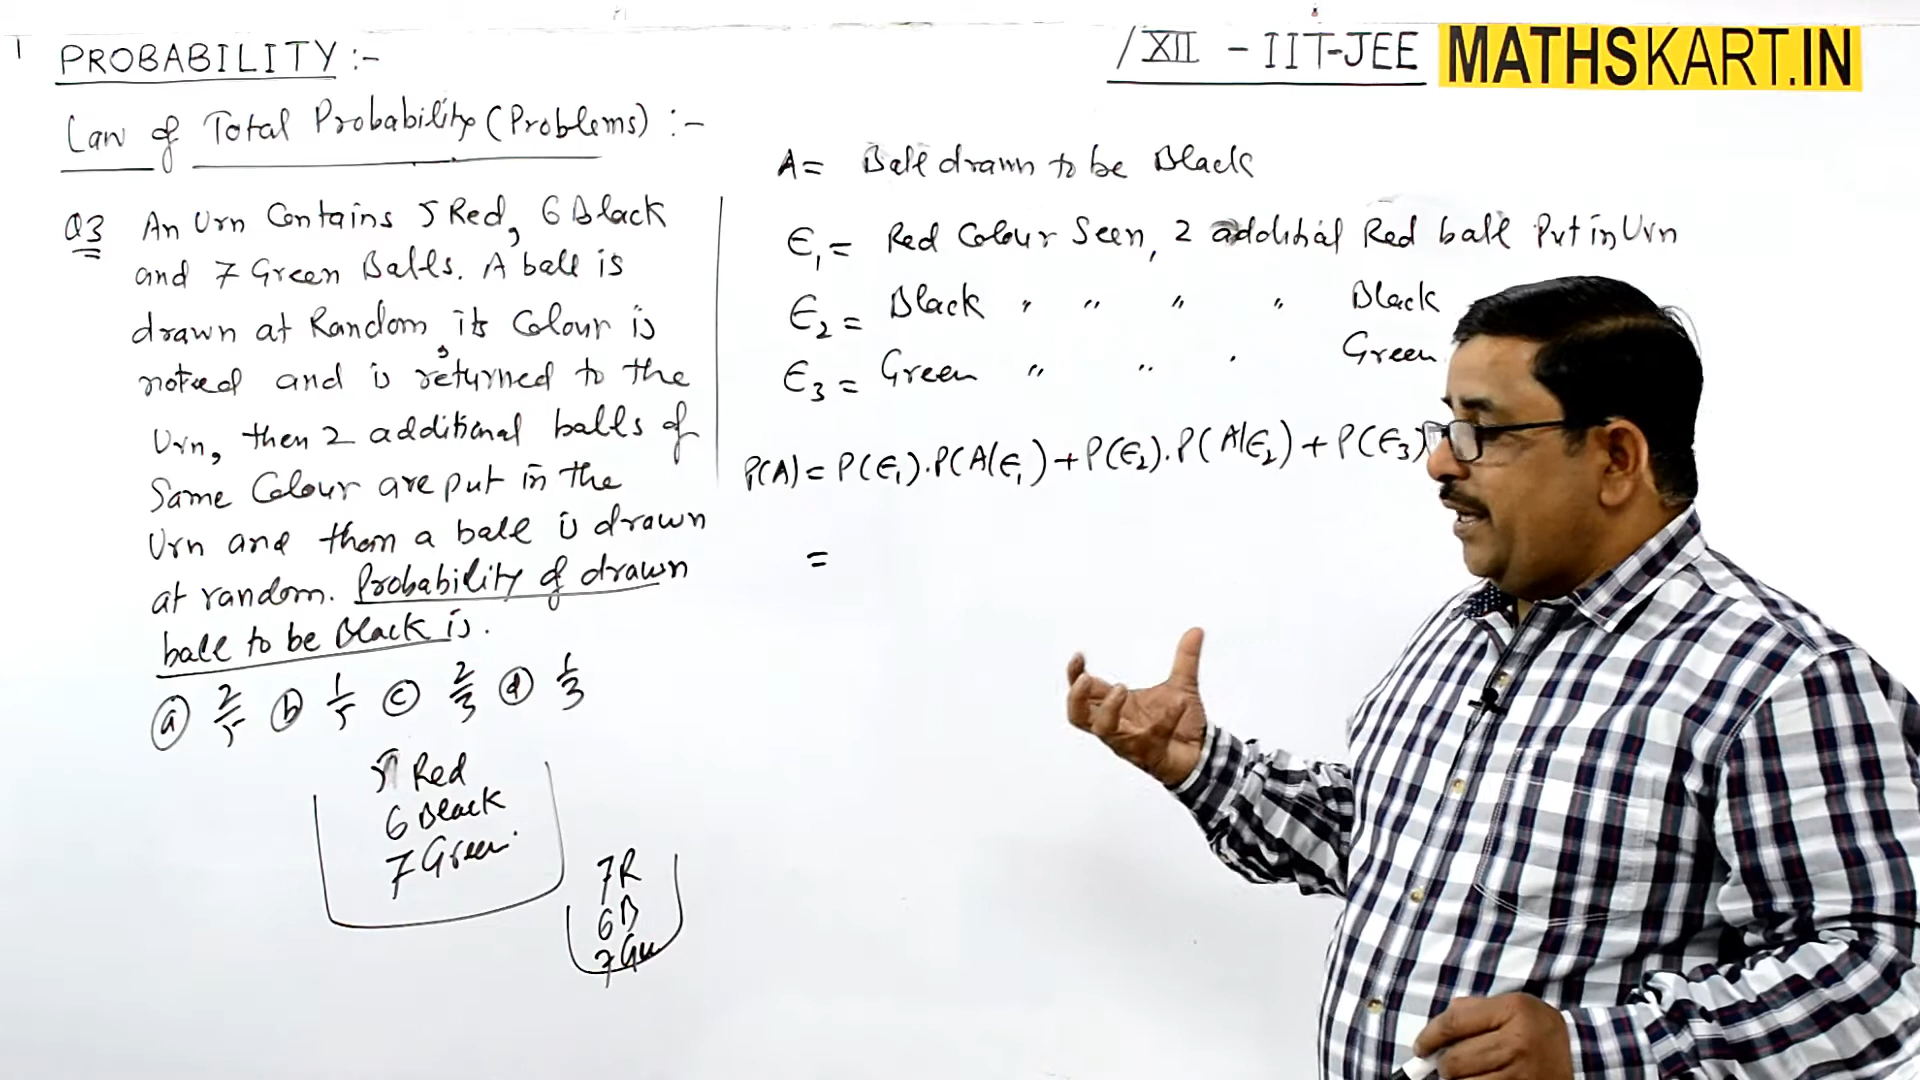 PROBABILITY :-
/XII - IIT-JEE
MATHSKART.IN
Law of Total Probability (Problems) :-
Q3 An Urn Contains 5 Red, 6 Black
and 7 Green Balls. A ball is
drawn at Random, its Colour is
noted and is returned to the
Urn, then 2 additional balls of
Same Colour are put in the
Urn and then a ball is drawn
at random. Probability of drawn
ball to be Black is.
ⓐ 2/5 ⓑ 1/5 ⓒ 2/3 ⓓ 1/3
5 Red
6 Black
7 Green
7R
6B
A = Ball drawn to be Black
E₁ = Red Colour Seen, 2 additional Red ball Put in Urn
E₂ = Black " " " " Black
E₃ = Green " " " Green
P(A) = P(E₁).P(A|E₁) + P(E₂).P(A|E₂) + P(E₃)
=